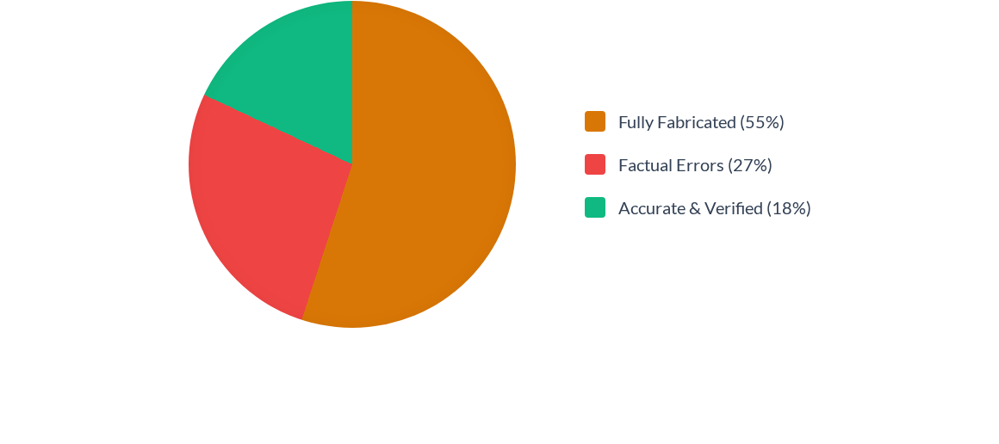 Fully Fabricated (55%)
Factual Errors (27%)
Accurate & Verified (18%)